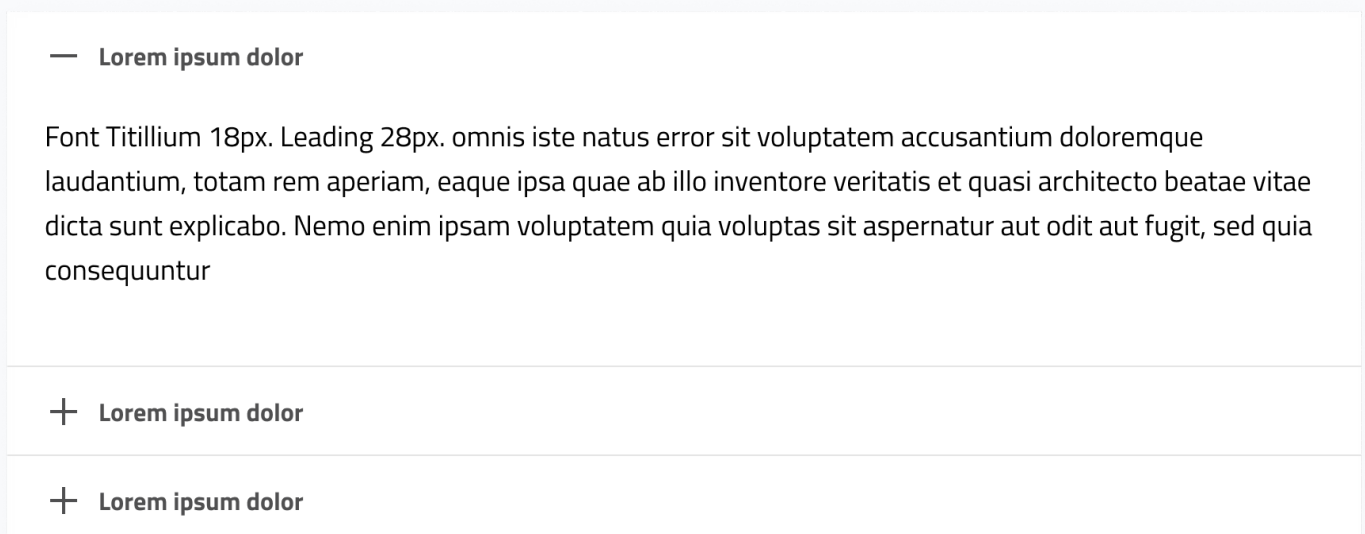 Lorem ipsum dolor
Font Titillium 18px. Leading 28px. omnis iste natus error sit voluptatem accusantium doloremque
laudantium, totam rem aperiam, eaque ipsa quae ab illo inventore veritatis et quasi architecto beatae vitae
dicta sunt explicabo. Nemo enim ipsam voluptatem quia voluptas sit aspernatur aut odit aut fugit, sed quia
consequuntur
Lorem ipsum dolor
Lorem ipsum dolor